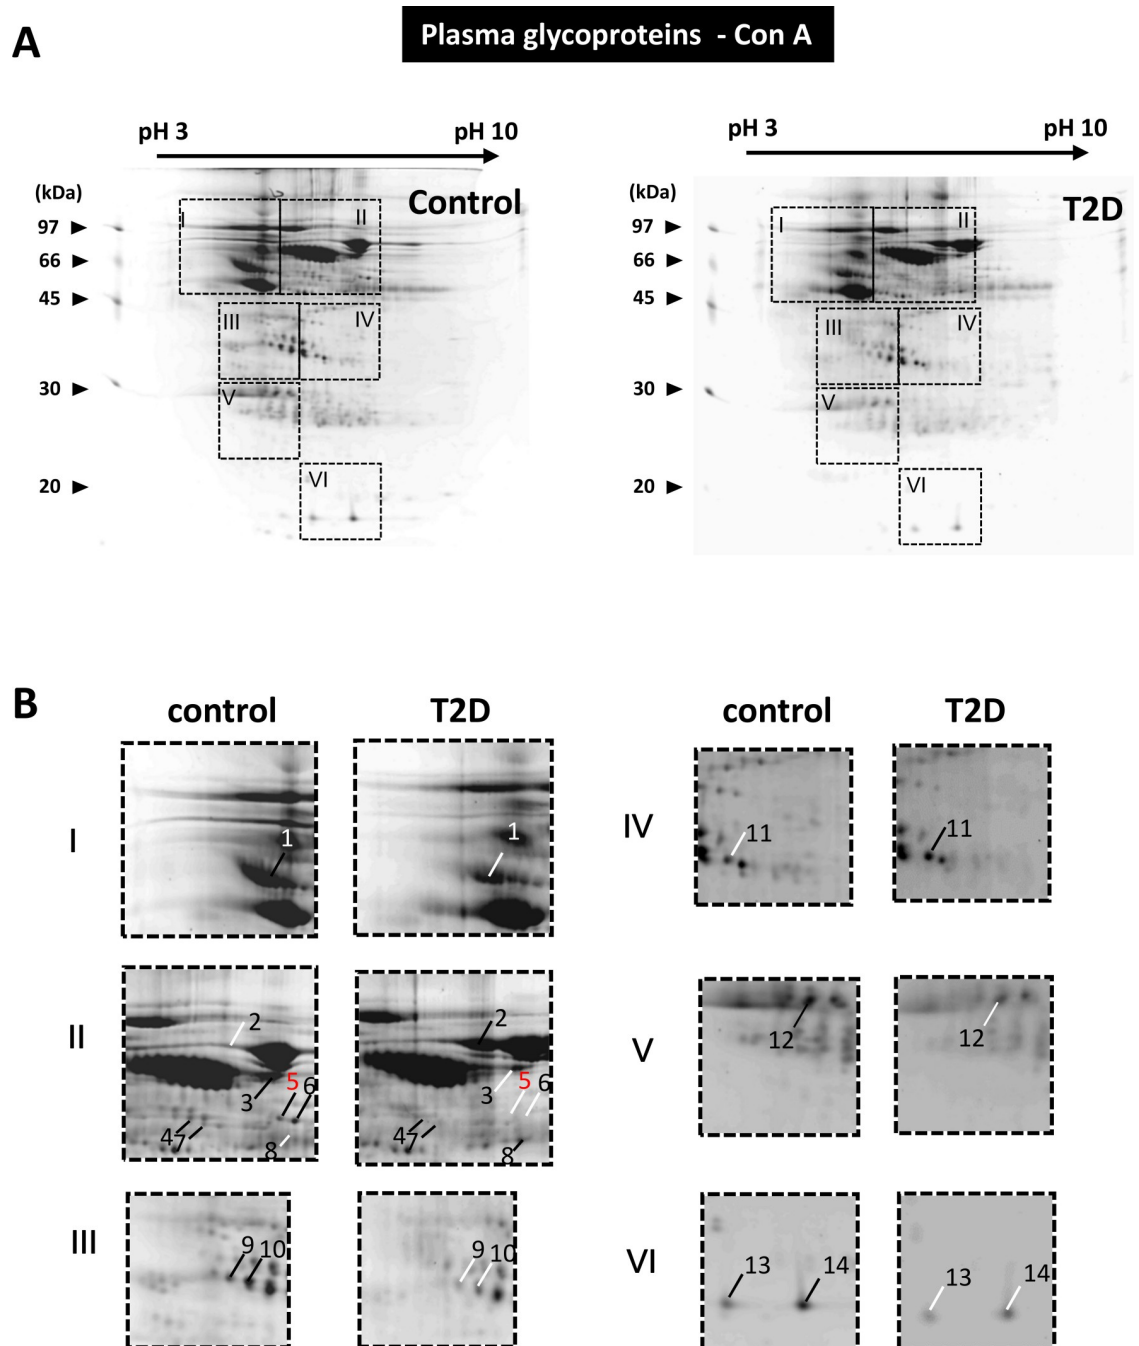 Plasma glycoproteins - Con A
A
pH 3 pH 10 pH 3 pH 10
(kDa) Control (kDa) T2D
I II I II
97 ► 97 ►
66 ► 66 ►
45 ► 45 ►
III IV III IV
30 ► 30 ►
V V
VI VI
20 ► 20 ►
B
control T2D control T2D
I 1 1
IV 11 11
II 2 3 4 5 6 7 8 2 3 4 5 6 7 8
V 12 12
III 9 10 9 10
VI 13 14 13 14